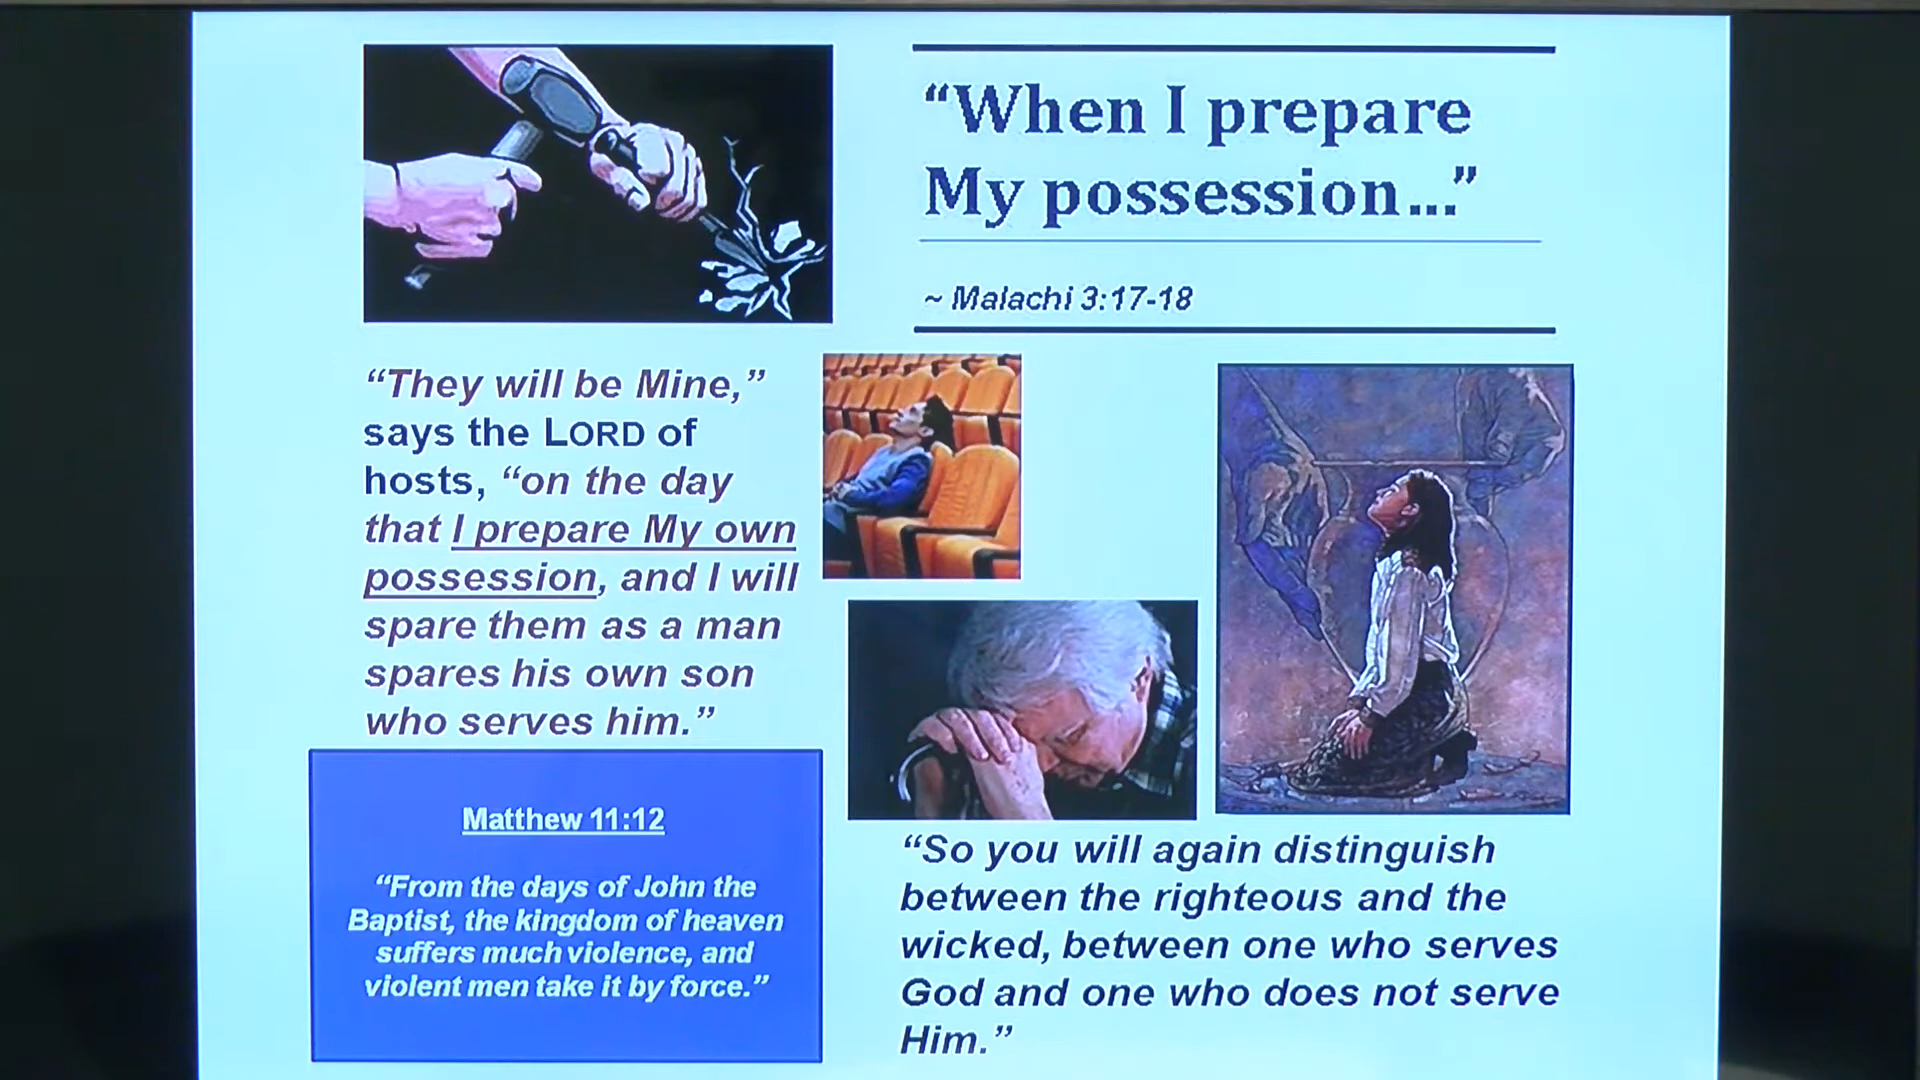 “When I prepare
My possession...”
~ Malachi 3:17-18
“They will be Mine,”
says the LORD of
hosts, “on the day
that I prepare My own
possession, and I will
spare them as a man
spares his own son
who serves him.”
Matthew 11:12
“From the days of John the
Baptist, the kingdom of heaven
suffers much violence, and
violent men take it by force.”
“So you will again distinguish
between the righteous and the
wicked, between one who serves
God and one who does not serve
Him.”